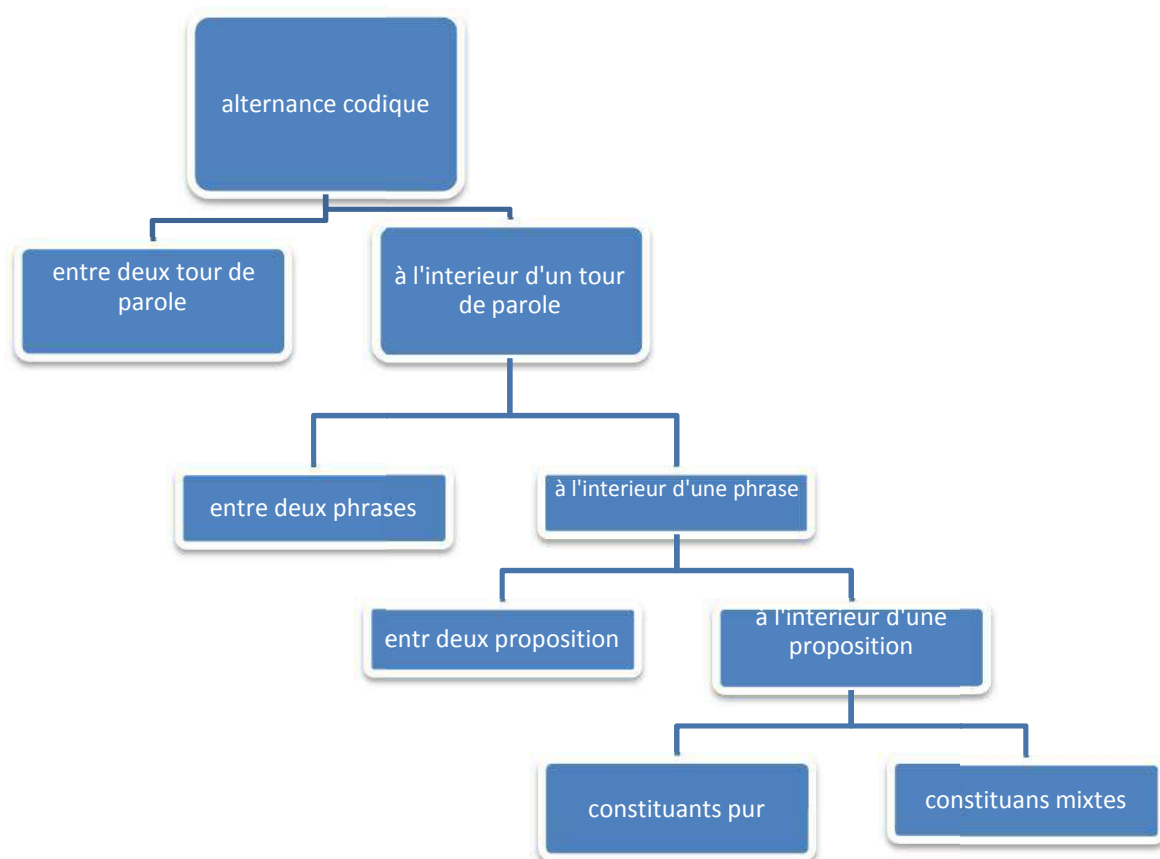 alternance codique
entre deux tour de
parole
à l'interieur d'un tour
de parole
entre deux phrases
à l'interieur d'une phrase
entr deux proposition
à l'interieur d'une
proposition
constituants pur
constituans mixtes